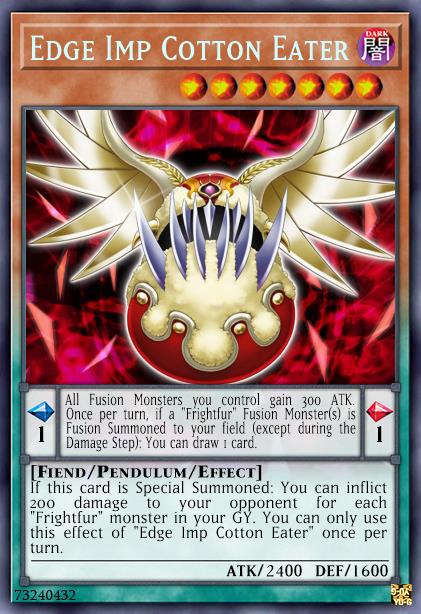 EDGE IMP COTTON EATER
DARK
闇
All Fusion Monsters you control gain 300 ATK.
Once per turn, if a "Frightfur" Fusion Monster(s) is
Fusion Summoned to your field (except during the
Damage Step): You can draw 1 card.
1
1
[FIEND/PENDULUM/EFFECT]
If this card is Special Summoned: You can inflict
200 damage to your opponent for each
"Frightfur" monster in your GY. You can only use
this effect of "Edge Imp Cotton Eater" once per
turn.
ATK/2400 DEF/1600
73240432